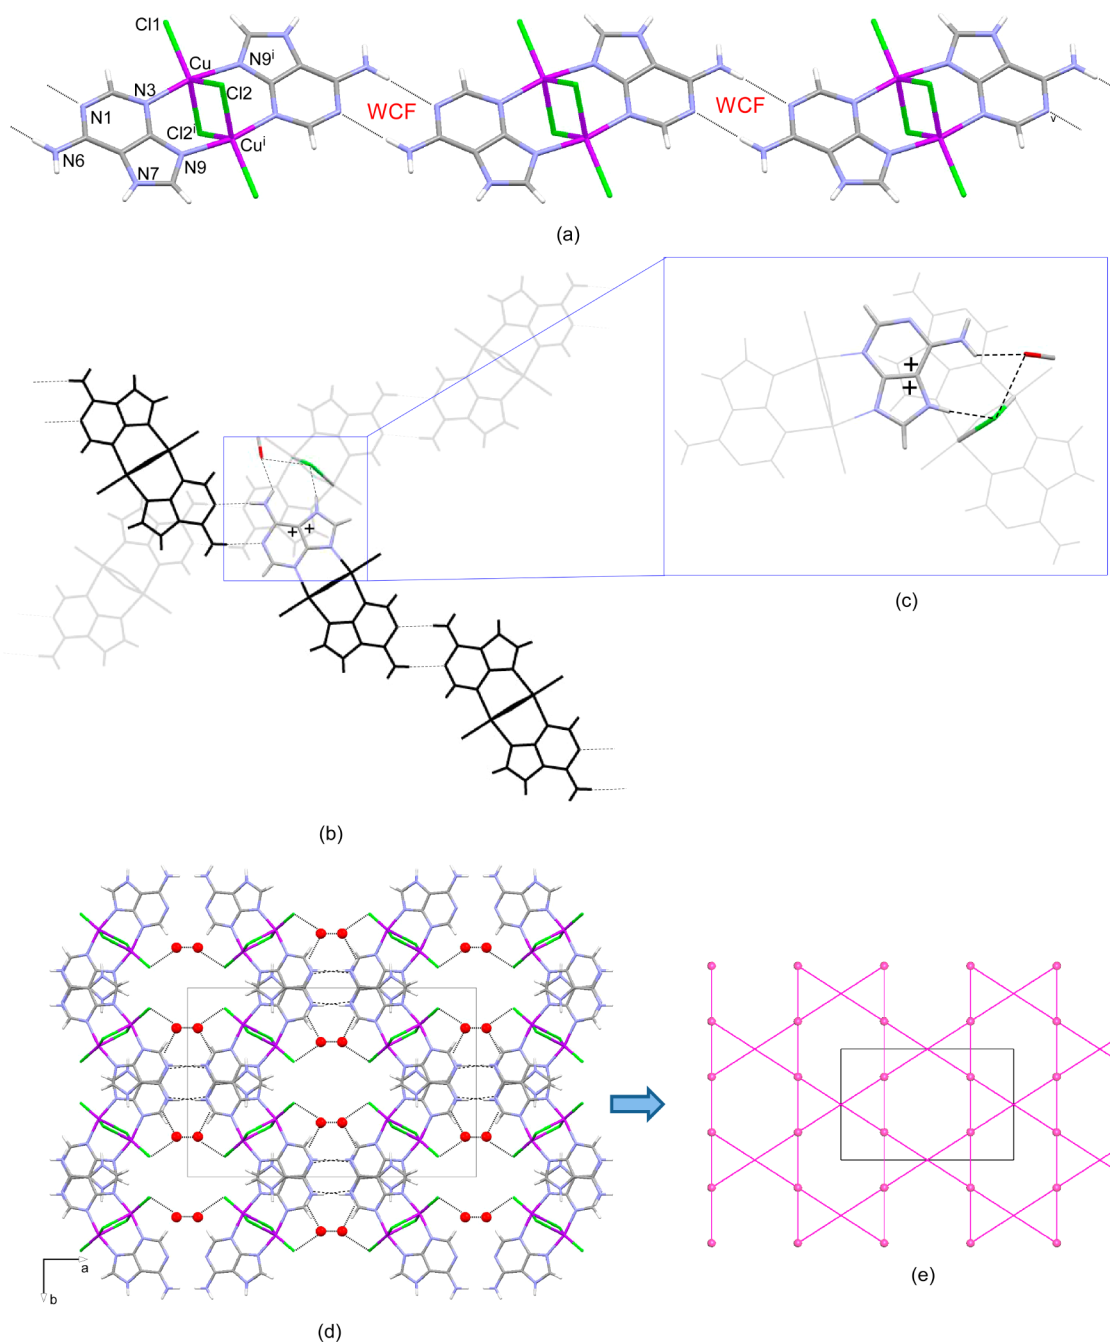 Cl1
Cu
N9i
N3
Cl2
N1
WCF
WCF
Cl2i
Cui
N6
N7
N9
v
(a)
+
+
+ +
(c)
(b)
a
b
(e)
(d)